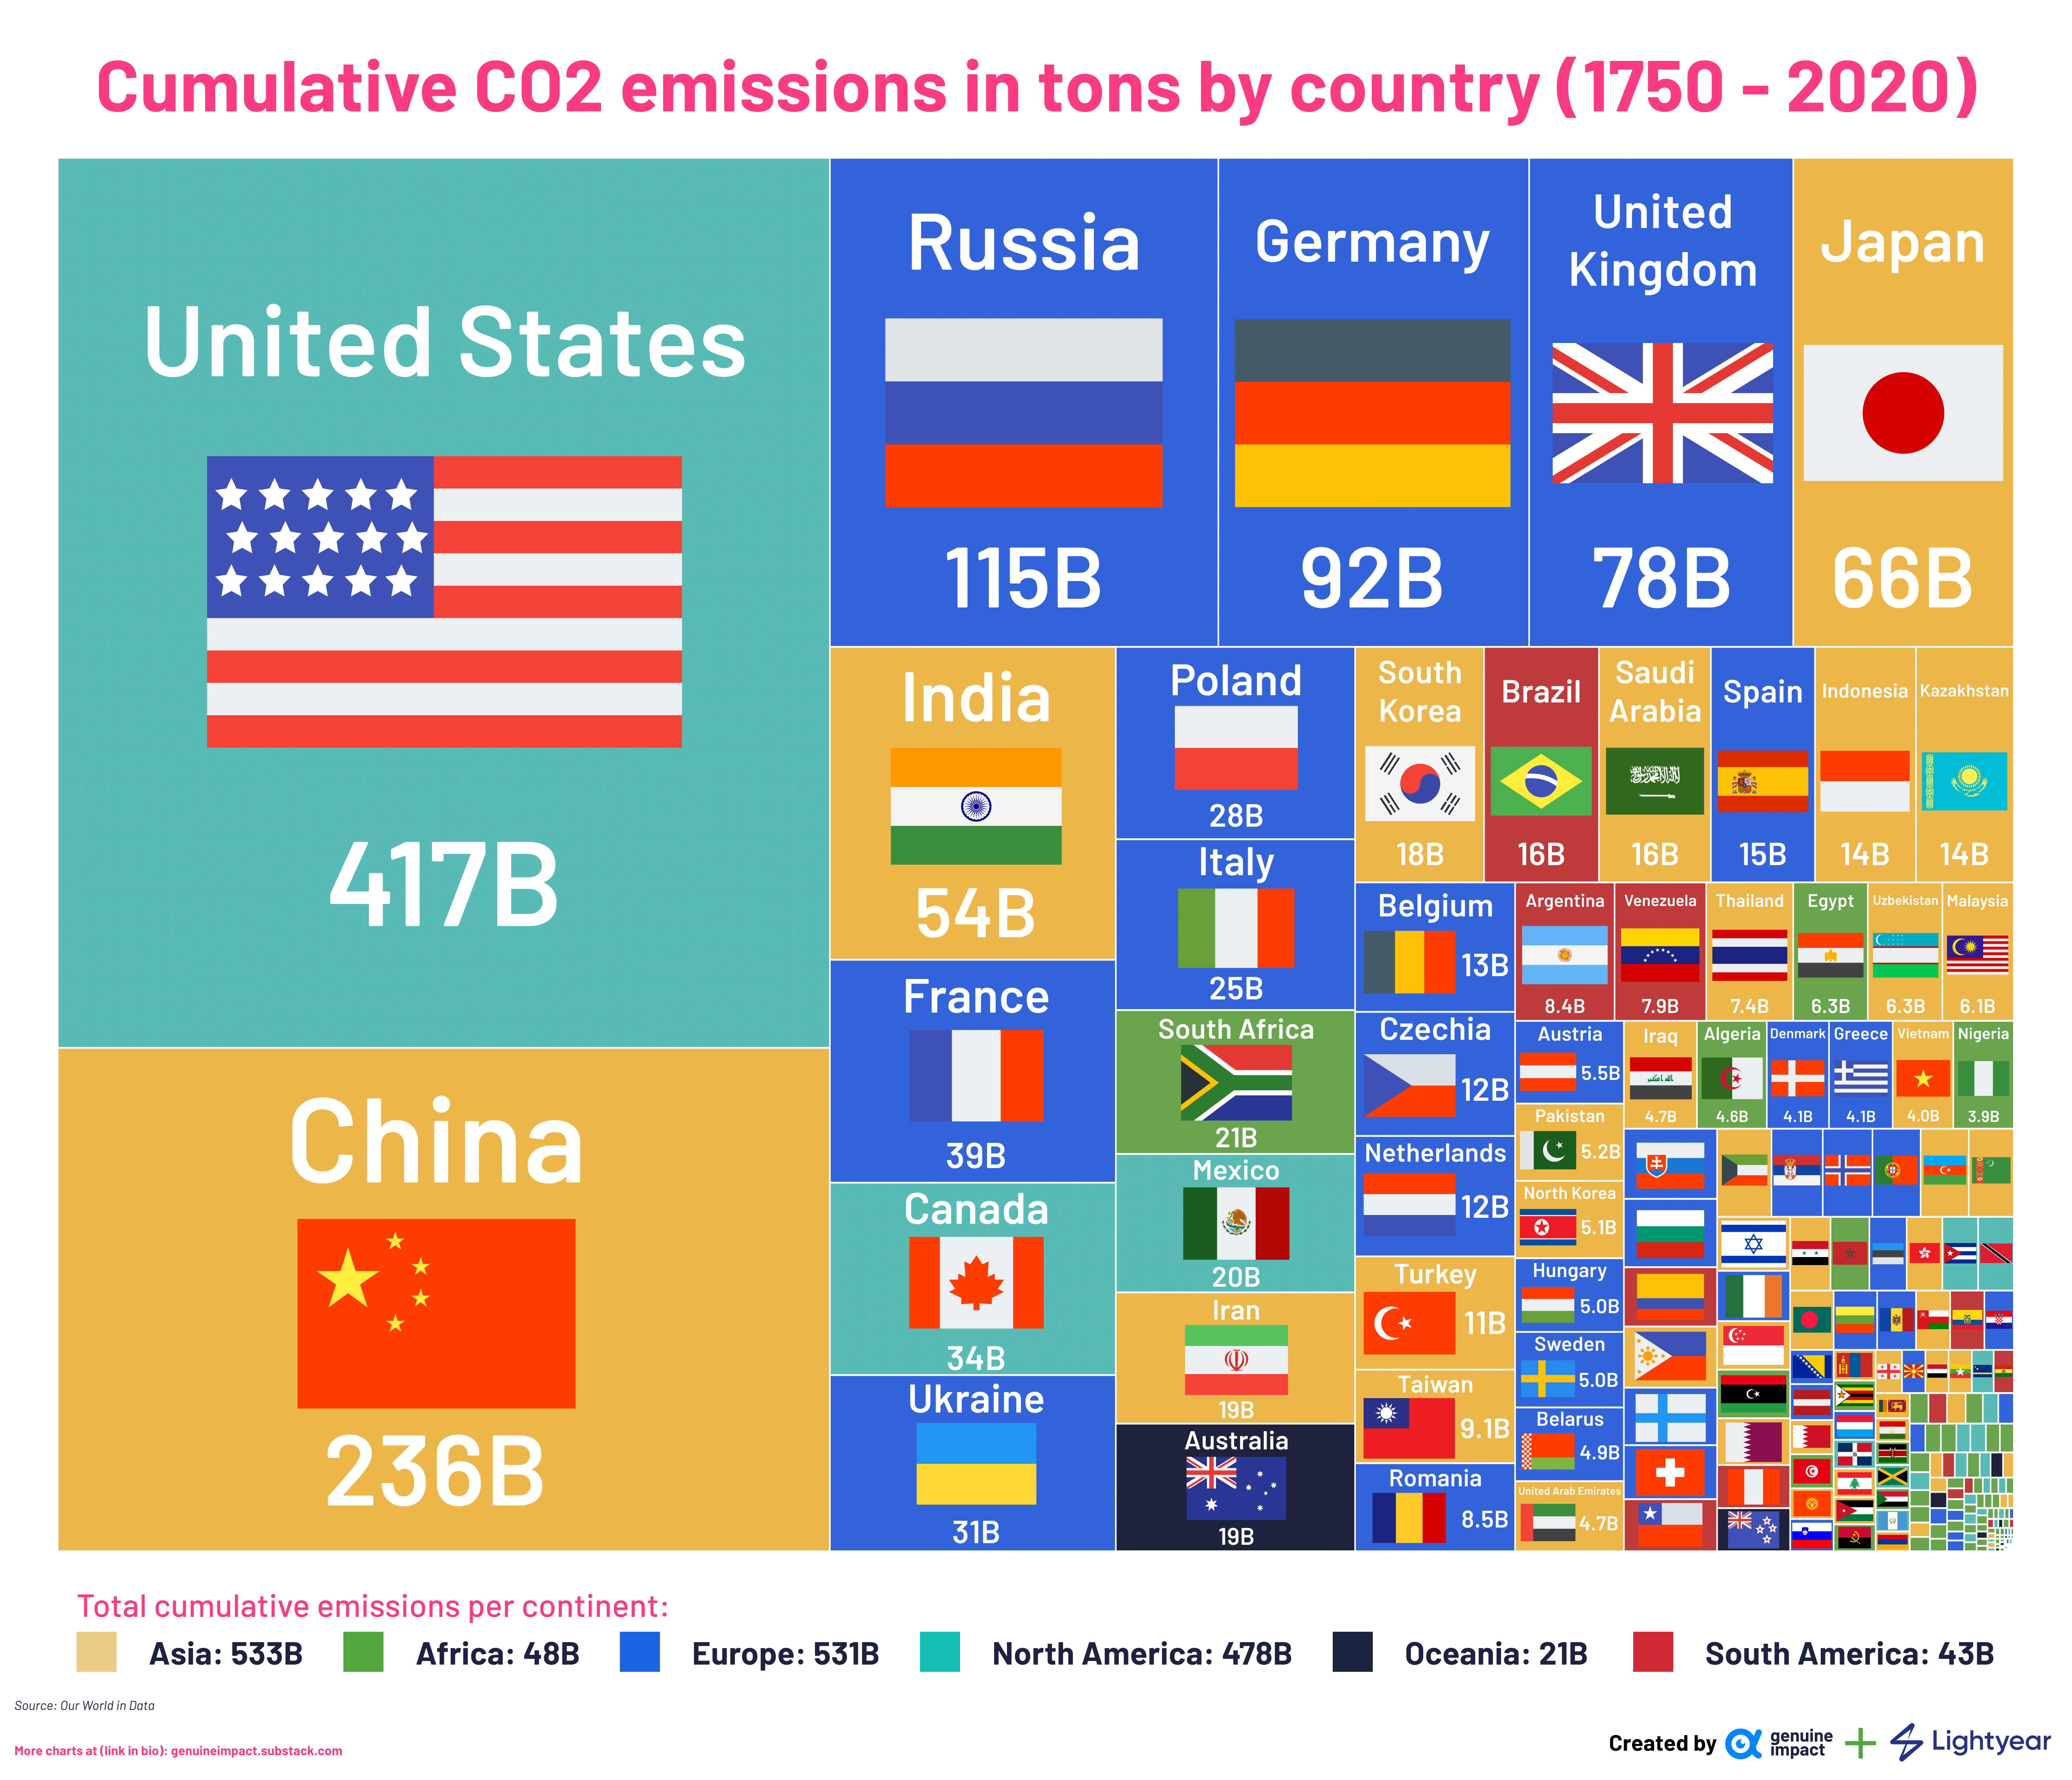 Cumulative CO2 emissions in tons by country (1750 - 2020)
United States
417B
China
236B
Russia
115B
Germany
92B
United
Kingdom
78B
Japan
66B
India
54B
France
39B
Canada
34B
Ukraine
31B
Poland
28B
Italy
25B
South Africa
21B
Mexico
20B
Iran
19B
Australia
19B
South
Korea
18B
Brazil
16B
Saudi
Arabia
16B
Spain
15B
Indonesia
14B
Kazakhstan
14B
Belgium
13B
Czechia
12B
Netherlands
12B
Turkey
11B
Taiwan
9.1B
Romania
8.5B
Argentina
8.4B
Venezuela
7.9B
Thailand
7.4B
Egypt
6.3B
Uzbekistan
6.3B
Malaysia
6.1B
Austria
5.5B
Pakistan
5.2B
North Korea
5.1B
Hungary
5.0B
Sweden
5.0B
Belarus
4.9B
United Arab Emirates
4.7B
Iraq
4.7B
Algeria
4.6B
Denmark
4.1B
Greece
4.1B
Vietnam
4.0B
Nigeria
3.9B
Total cumulative emissions per continent:
Asia: 533B
Africa: 48B
Europe: 531B
North America: 478B
Oceania: 21B
South America: 43B
Source: Our World in Data
More charts at (link in bio): genuineimpact.substack.com
Created by
genuine
impact
Lightyear